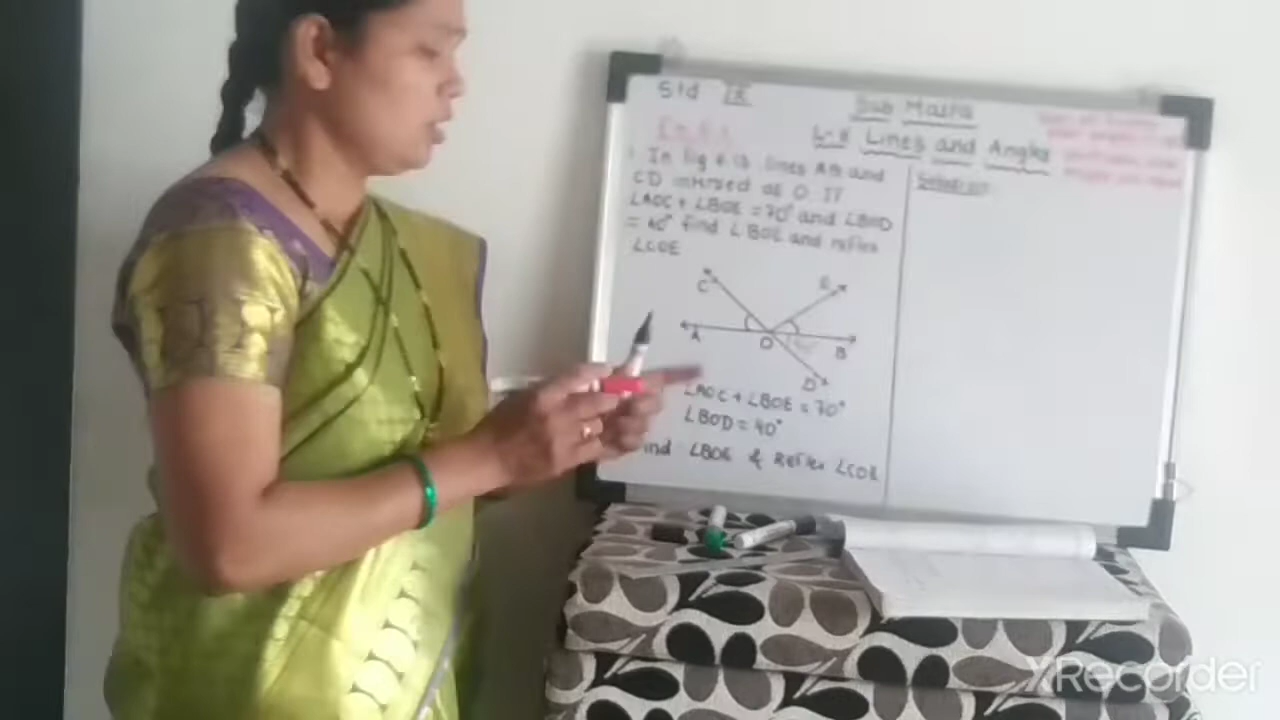 Std IX
Sub Maths
Lines and Angles
1. In fig 6.13 lines AB and
CD intersect at O. If
∠AOC + ∠BOE = 70° and ∠BOD
= 40° find ∠BOE and reflex
∠COE
Solution
C
E
A
O
B
D
∠AOC + ∠BOE = 70°
∠BOD = 40°
Find ∠BOE & Reflex ∠COE
XRecorder